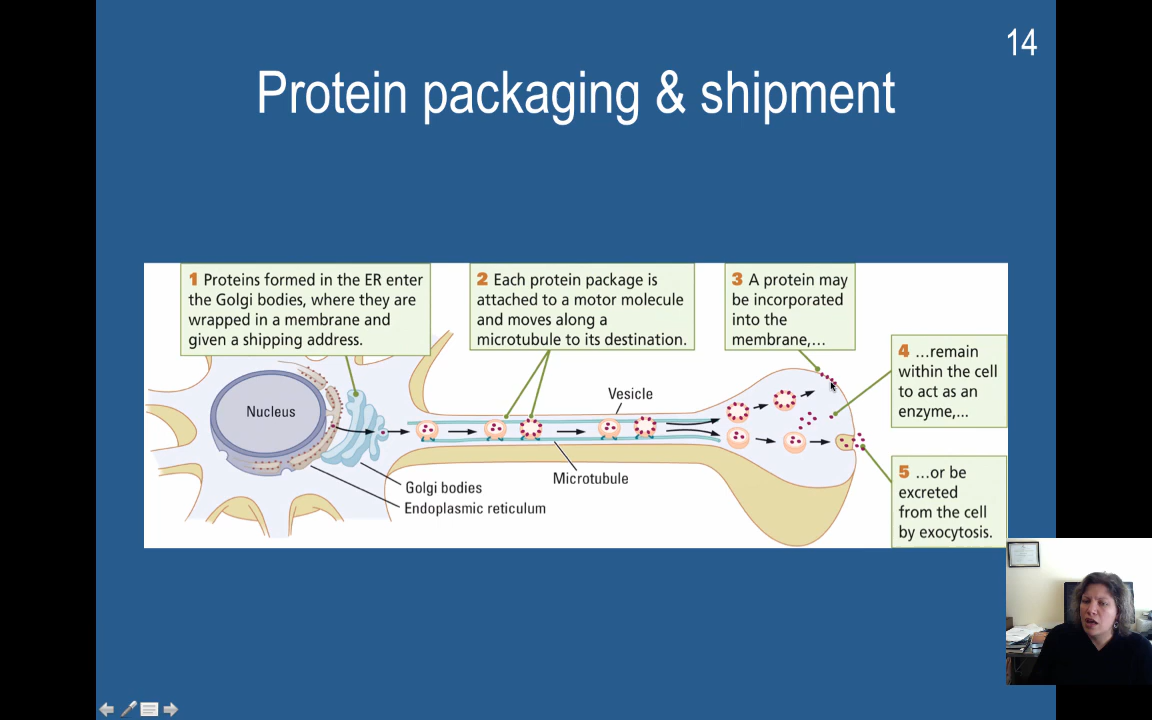 14
Protein packaging & shipment
1 Proteins formed in the ER enter
the Golgi bodies, where they are
wrapped in a membrane and
given a shipping address.
2 Each protein package is
attached to a motor molecule
and moves along a
microtubule to its destination.
3 A protein may
be incorporated
into the
membrane,...
4 ...remain
within the cell
to act as an
enzyme,...
5 ...or be
excreted
from the cell
by exocytosis.
Nucleus
Vesicle
Microtubule
Golgi bodies
Endoplasmic reticulum